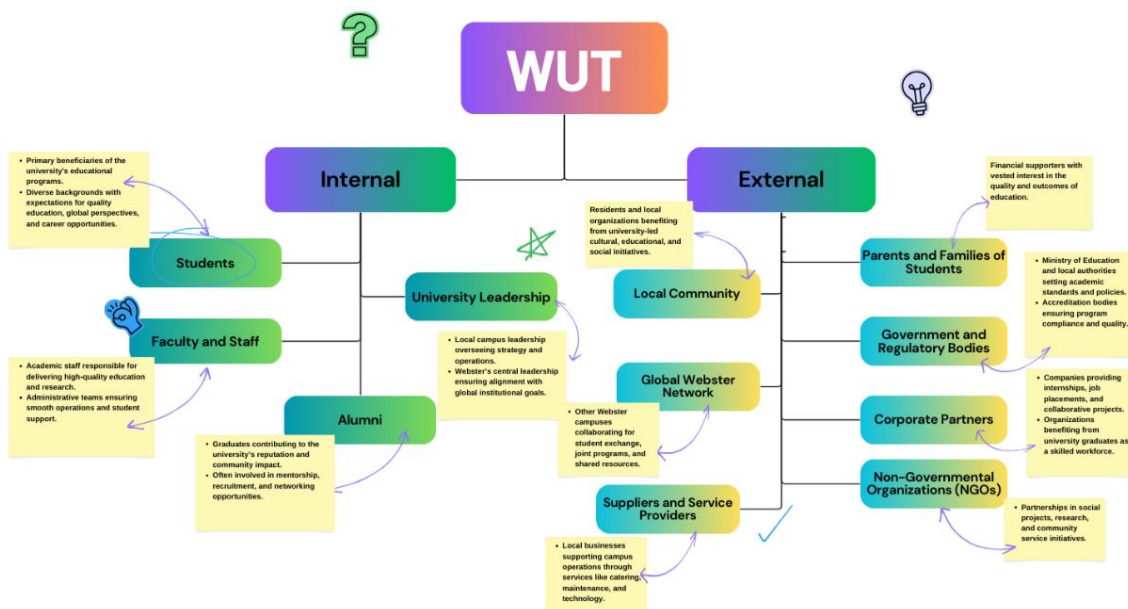 WUT
Internal
External
• Primary beneficiaries of the
university's educational
programs.
• Diverse backgrounds with
expectations for quality
education, global perspectives,
and career opportunities.
Students
Faculty and Staff
• Academic staff responsible for
delivering high-quality education
and research.
• Administrative teams ensuring
smooth operations and student
support.
University Leadership
• Local campus leadership
overseeing strategy and
operations.
• Webster's central leadership
ensuring alignment with
global institutional goals.
Alumni
• Graduates contributing to the
university's reputation and
community impact.
• Often involved in mentorship,
recruitment, and networking
opportunities.
Residents and local
organizations benefiting
from university-led
cultural, educational, and
social initiatives.
Local Community
Global Webster
Network
• Other Webster
campuses
collaborating for
student exchange,
joint programs, and
shared resources.
Suppliers and Service
Providers
• Local businesses
supporting campus
operations through
services like catering,
maintenance, and
technology.
Financial supporters with
vested interest in the
quality and outcomes of
education.
Parents and Families of
Students
• Ministry of Education
and local authorities
setting academic
standards and policies.
• Accreditation bodies
ensuring program
compliance and quality.
Government and
Regulatory Bodies
• Companies providing
internships, job
placements, and
collaborative projects.
• Organizations
benefiting from
university graduates as
a skilled workforce.
Corporate Partners
Non-Governmental
Organizations (NGOs)
• Partnerships in social
projects, research,
and community
service initiatives.